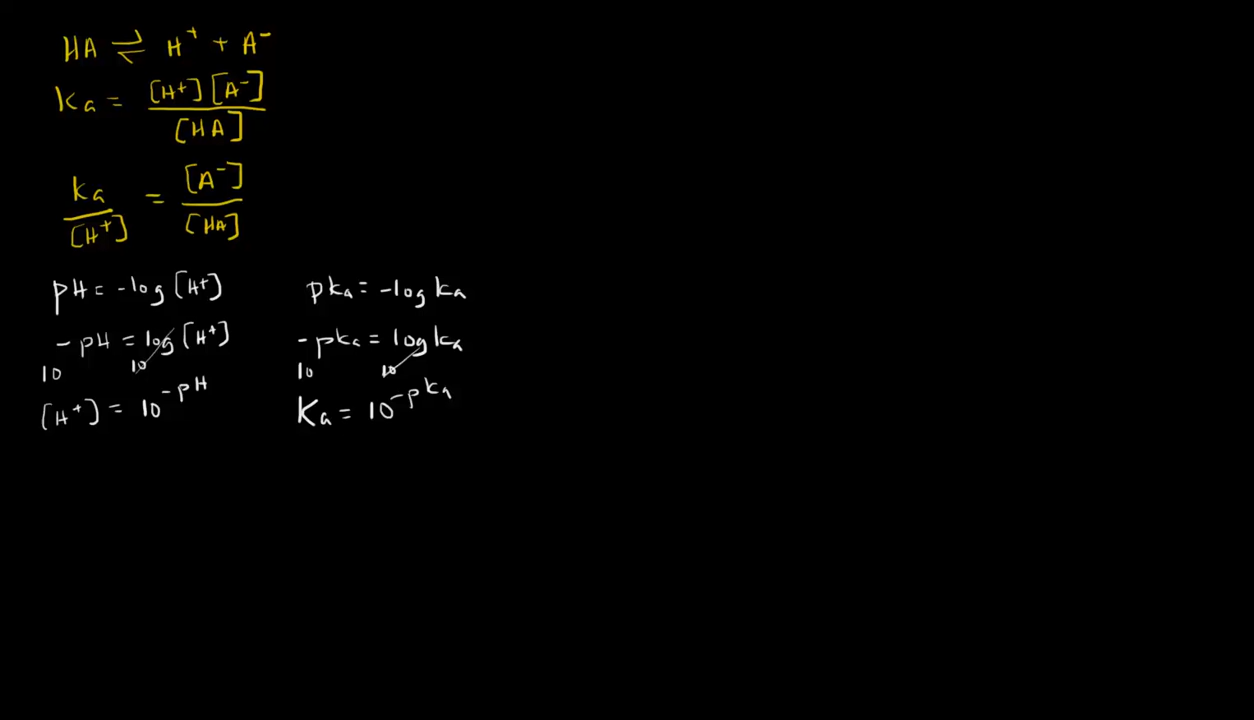 HA ⇌ H⁺ + A⁻
Ka = [H⁺][A⁻] / [HA]
Ka / [H⁺] = [A⁻] / [HA]
pH = -log [H⁺]
-pH = log [H⁺]
10 10
[H⁺] = 10^-pH
pka = -log ka
-pka = log ka
10 10
Ka = 10^-pka